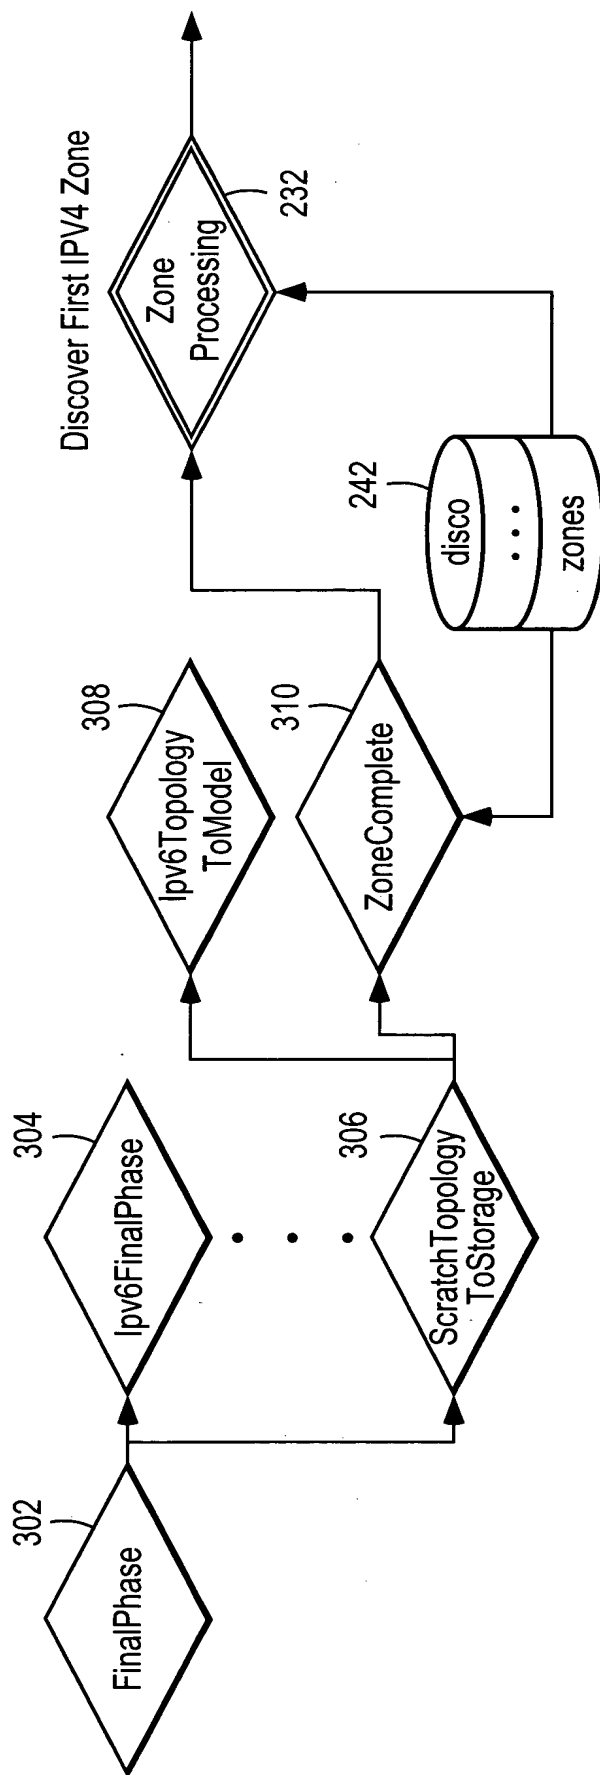 302
FinalPhase
304
Ipv6FinalPhase
306
ScratchTopology
ToStorage
308
Ipv6Topology
ToModel
310
ZoneComplete
242
disco
zones
Discover First IPV4 Zone
Zone
Processing
232